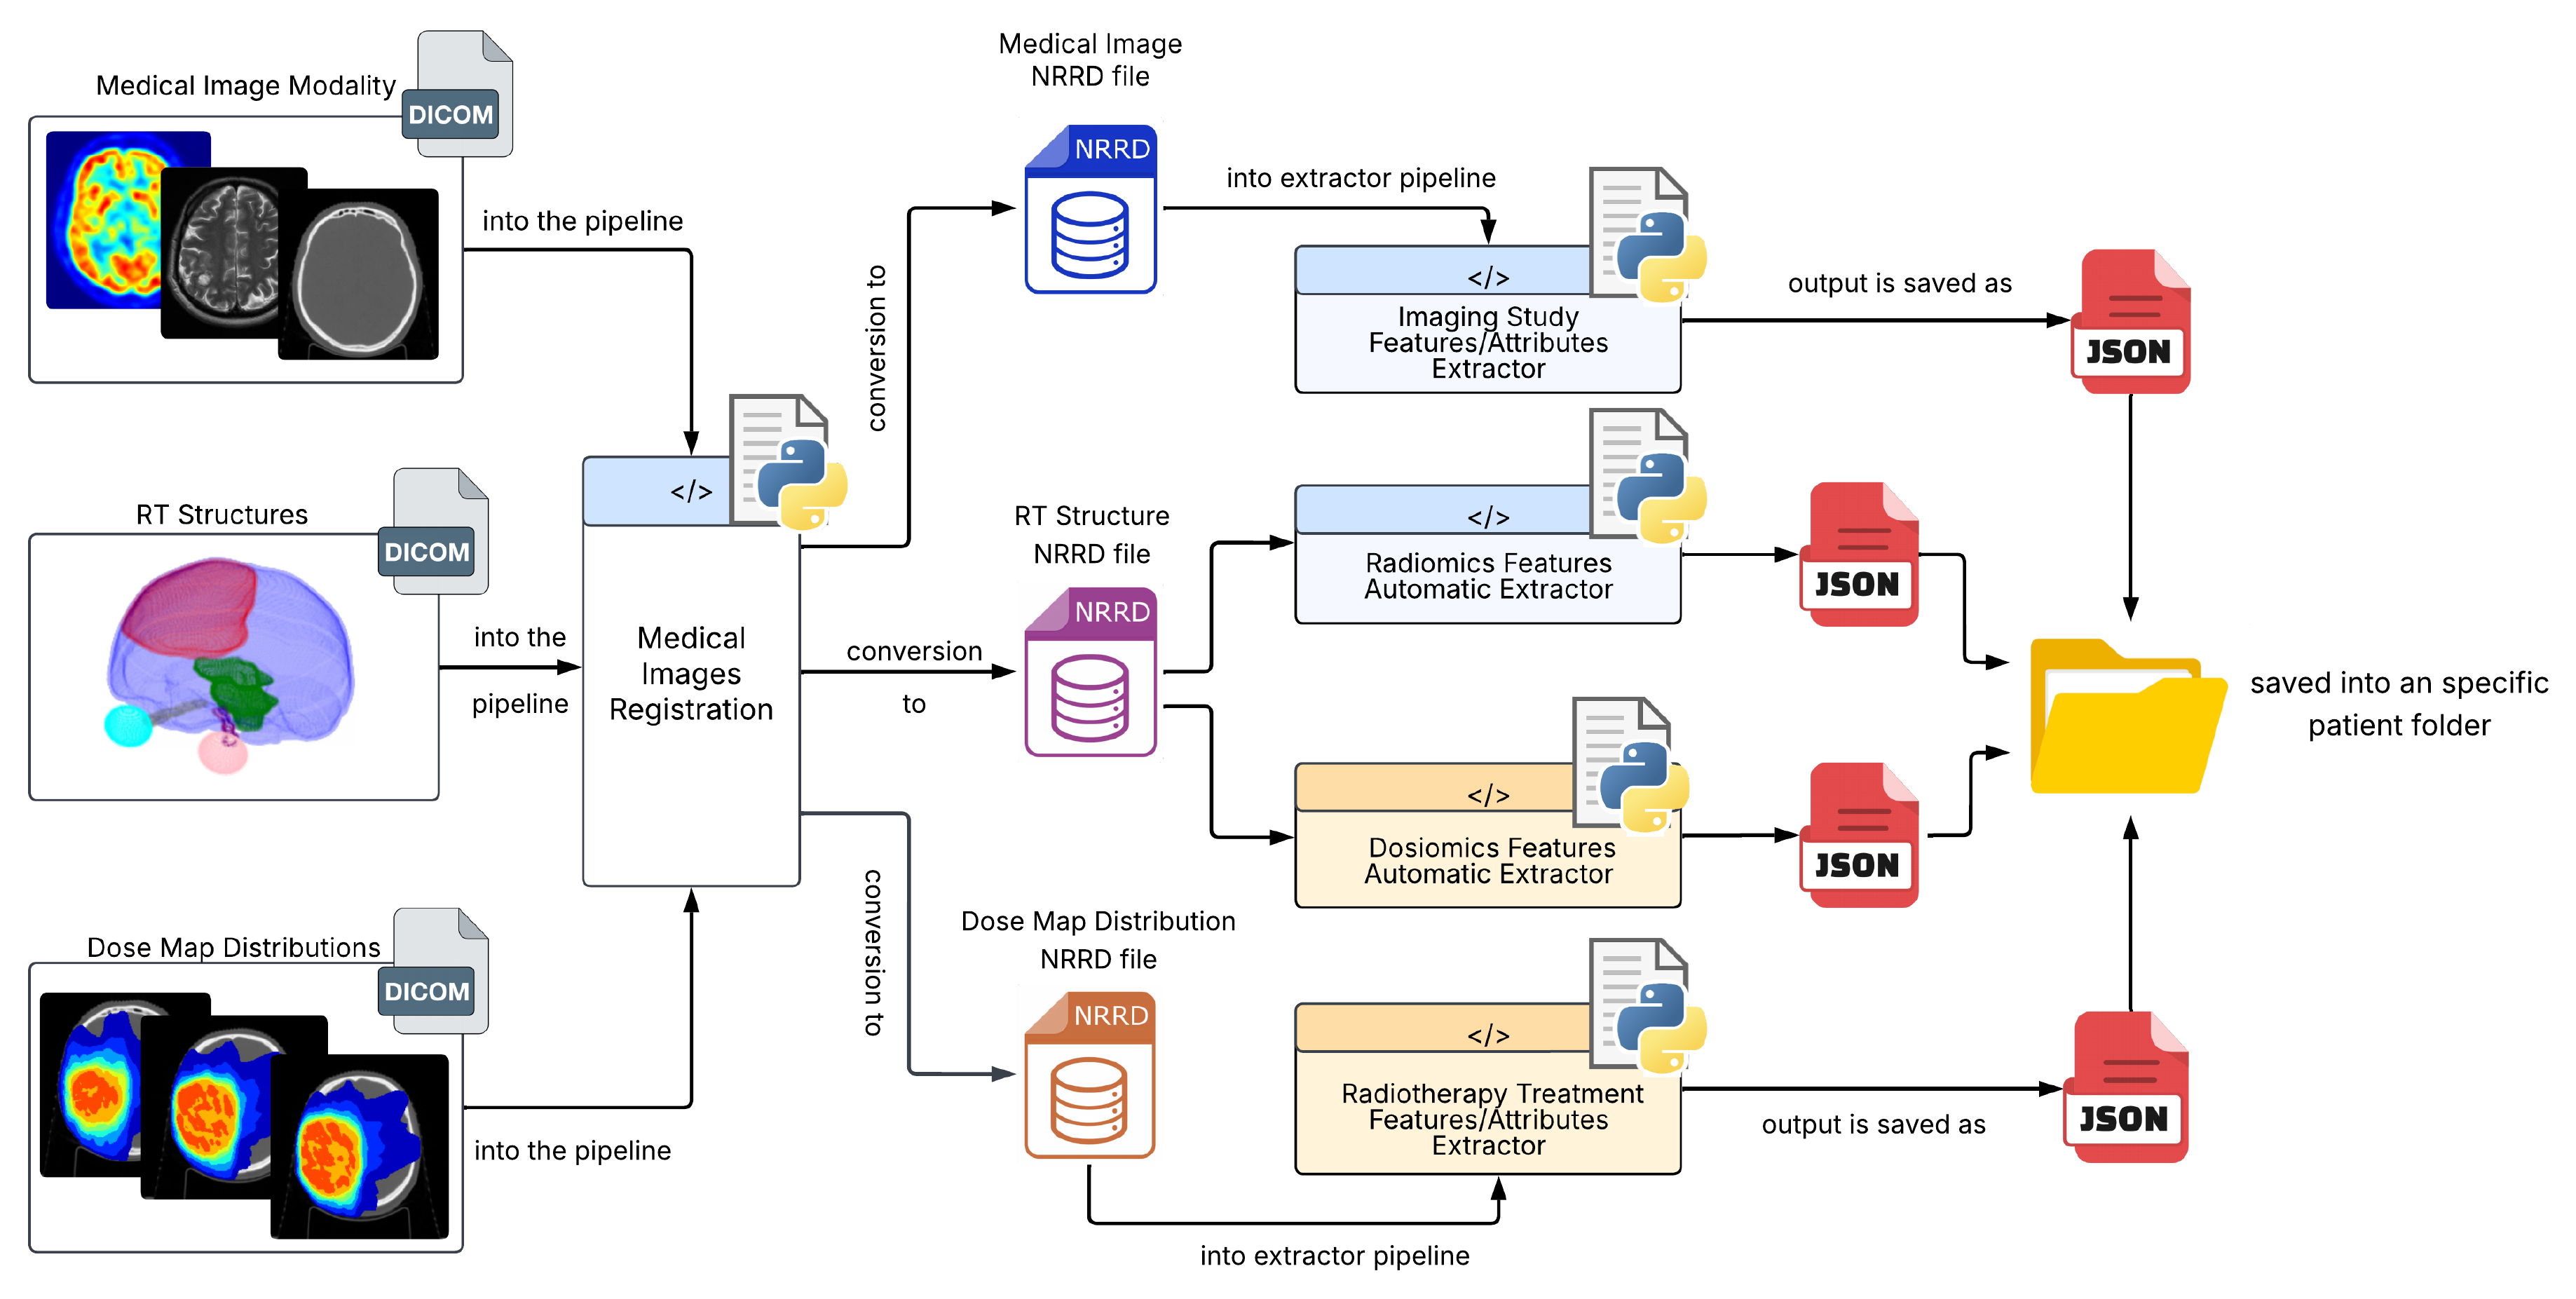 Medical Image Modality
DICOM
into the pipeline
RT Structures
DICOM
into the
pipeline
Dose Map Distributions
DICOM
into the pipeline
</>
Medical
Images
Registration
conversion to
conversion
to
conversion to
Medical Image
NRRD file
NRRD
into extractor pipeline
RT Structure
NRRD file
NRRD
Dose Map Distribution
NRRD file
NRRD
into extractor pipeline
</>
Imaging Study
Features/Attributes
Extractor
output is saved as
JSON
</>
Radiomics Features
Automatic Extractor
JSON
</>
Dosiomics Features
Automatic Extractor
JSON
</>
Radiotherapy Treatment
Features/Attributes
Extractor
output is saved as
JSON
saved into an specific
patient folder